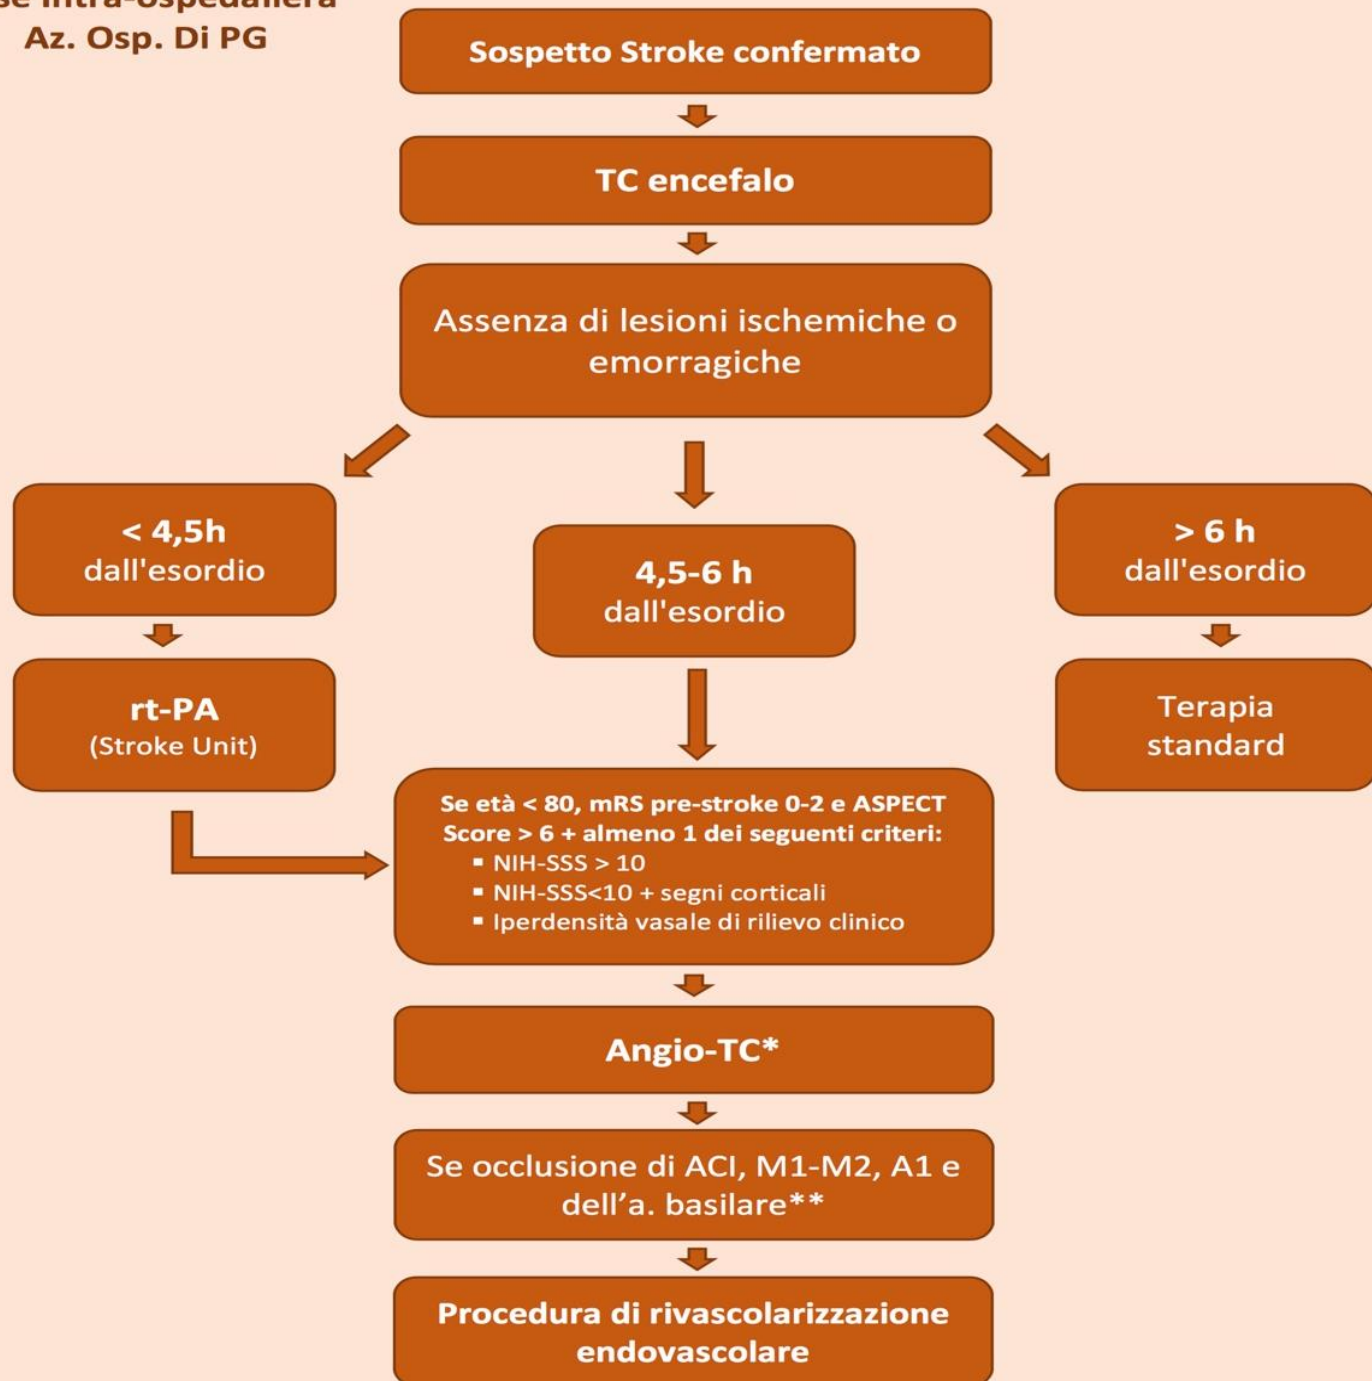 se intra-ospedaliera
Az. Osp. Di PG
Sospetto Stroke confermato
TC encefalo
Assenza di lesioni ischemiche o
emorragiche
< 4,5h
dall'esordio
4,5-6 h
dall'esordio
> 6 h
dall'esordio
rt-PA
(Stroke Unit)
Terapia
standard
Se età < 80, mRS pre-stroke 0-2 e ASPECT
Score > 6 + almeno 1 dei seguenti criteri:
▪ NIH-SSS > 10
▪ NIH-SSS<10 + segni corticali
▪ Iperdensità vasale di rilievo clinico
Angio-TC*
Se occlusione di ACI, M1-M2, A1 e
dell’a. basilare**
Procedura di rivascolarizzazione
endovascolare